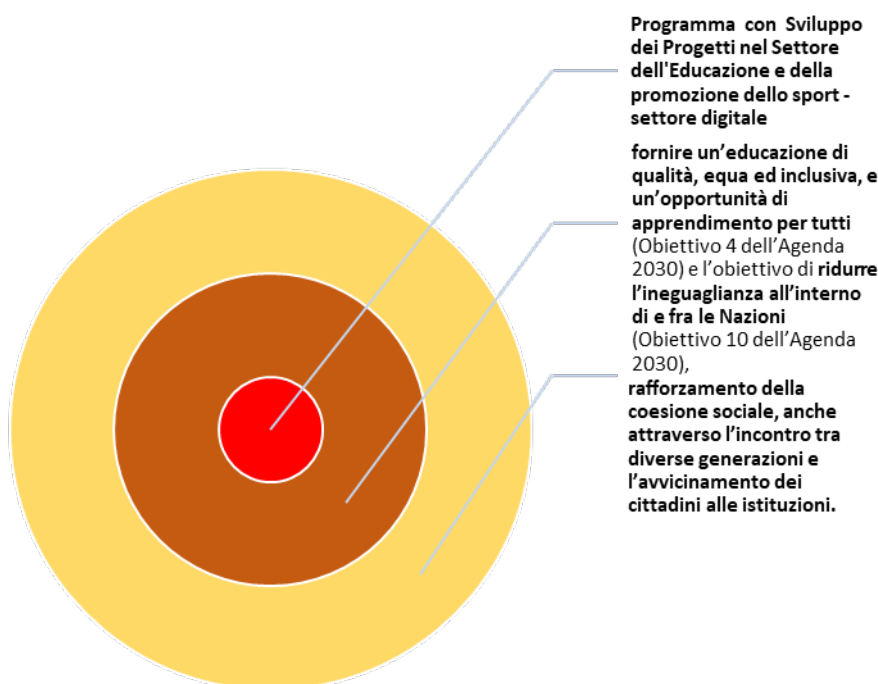 Programma con Sviluppo
dei Progetti nel Settore
dell'Educazione e della
promozione dello sport -
settore digitale
fornire un’educazione di
qualità, equa ed inclusiva, e
un’opportunità di
apprendimento per tutti
(Obiettivo 4 dell’Agenda
2030) e l’obiettivo di ridurre
l’ineguaglianza all’interno
di e fra le Nazioni
(Obiettivo 10 dell’Agenda
2030),
rafforzamento della
coesione sociale, anche
attraverso l’incontro tra
diverse generazioni e
l’avvicinamento dei
cittadini alle istituzioni.